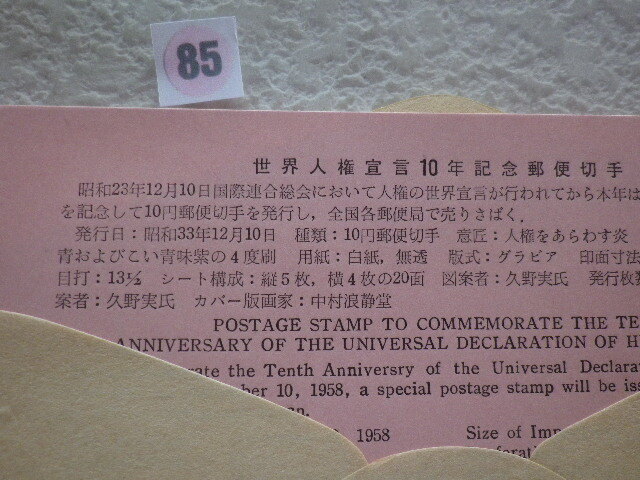 85
世界人権宣言10年記念郵便切手
昭和23年12月10日国際連合総会において人権の世界宣言が行われてから本年は
を記念して10円郵便切手を発行し，全国各郵便局で売りさばく．
発行日：昭和33年12月10日 種類：10円郵便切手 意匠：人権をあらわす炎
青およびこい青味紫の4度刷 用紙：白紙，無透 版式：グラビア 印面寸法
目打：13½ シート構成：縦5枚，横4枚の20面 図案者：久野実氏 発行枚数
案者：久野実氏 カバー版画家：中村浪静堂
POSTAGE STAMP TO COMMEMORATE THE TE
ANNIVERSARY OF THE UNIVERSAL DECLARATION OF H
rate the Tenth Anniversry of the Universal Declara
ber 10, 1958, a special postage stamp will be iss
an.
1958 Size of Imp
foration